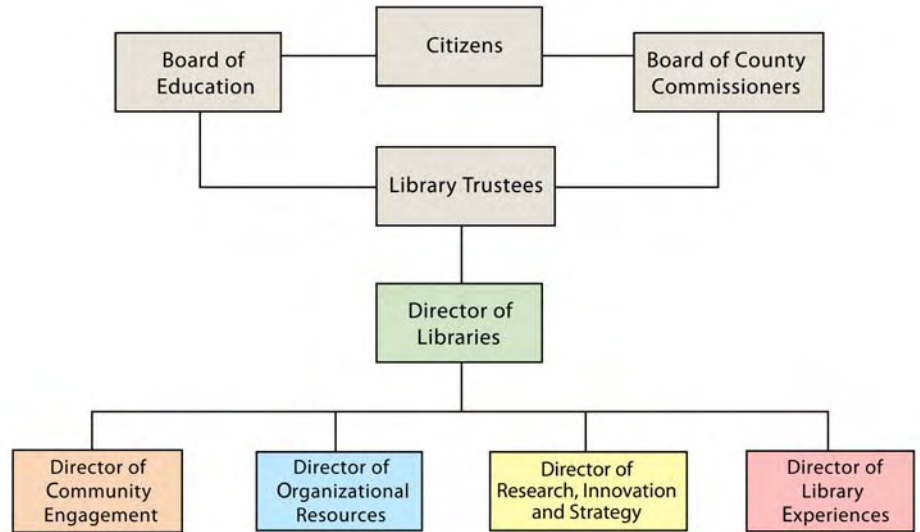 Citizens
Board of
Education
Board of County
Commissioners
Library Trustees
Director of
Libraries
Director of
Community
Engagement
Director of
Organizational
Resources
Director of
Research, Innovation
and Strategy
Director of
Library
Experiences